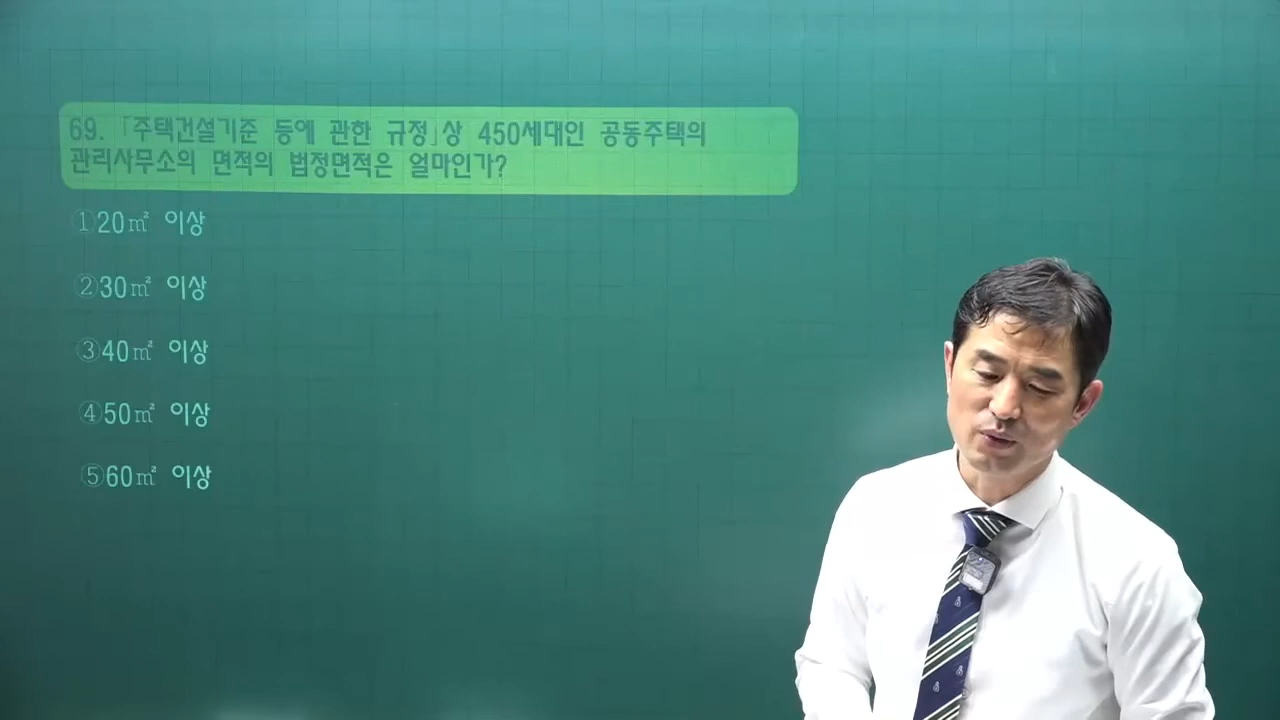 69. 「주택건설기준 등에 관한 규정」상 450세대인 공동주택의
관리사무소의 면적의 법정면적은 얼마인가?
①20㎡ 이상
②30㎡ 이상
③40㎡ 이상
④50㎡ 이상
⑤60㎡ 이상